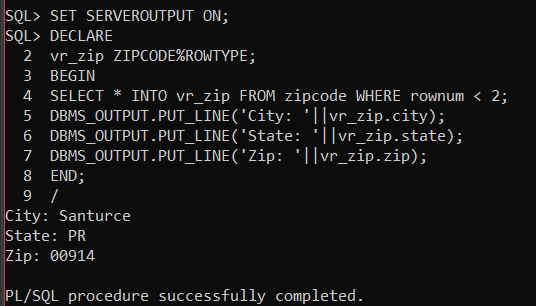 SQL> SET SERVEROUTPUT ON;
SQL> DECLARE
  2  vr_zip ZIPCODE%ROWTYPE;
  3  BEGIN
  4  SELECT * INTO vr_zip FROM zipcode WHERE rownum < 2;
  5  DBMS_OUTPUT.PUT_LINE('City: '||vr_zip.city);
  6  DBMS_OUTPUT.PUT_LINE('State: '||vr_zip.state);
  7  DBMS_OUTPUT.PUT_LINE('Zip: '||vr_zip.zip);
  8  END;
  9  /
City: Santurce
State: PR
Zip: 00914

PL/SQL procedure successfully completed.